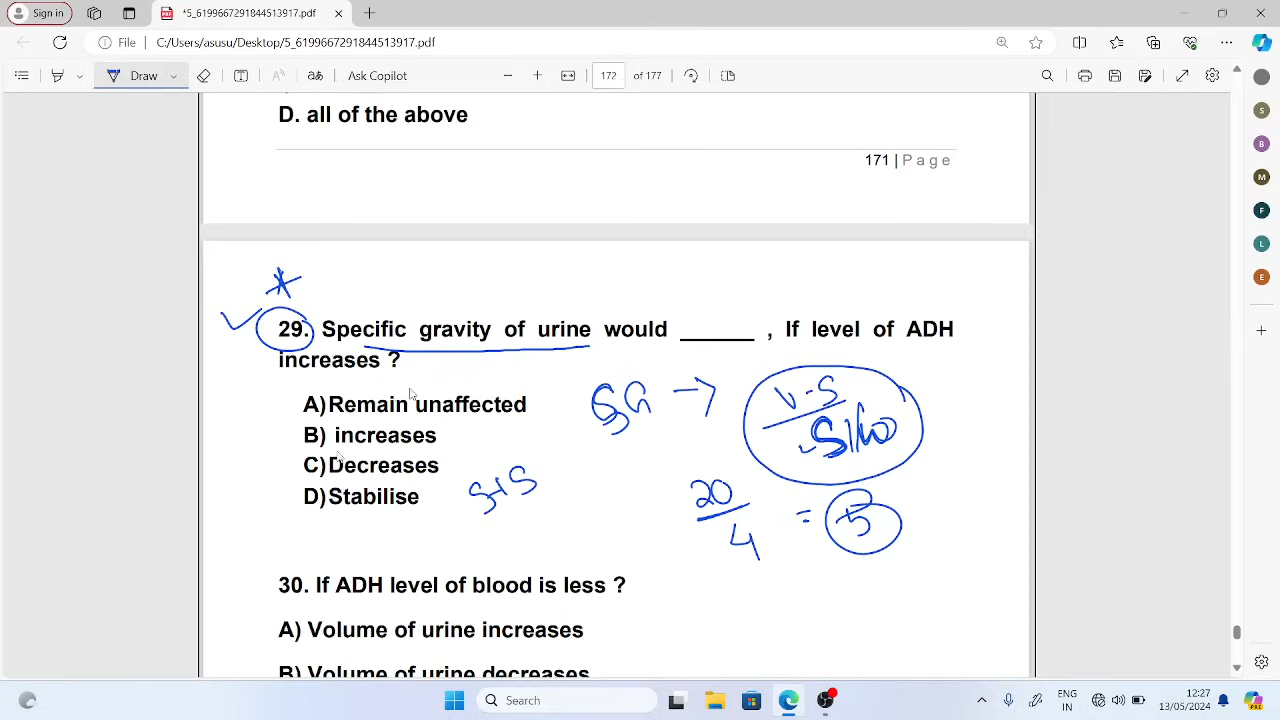 Sign in
*5_6199667291844513917.pdf
File C:/Users/asusu/Desktop/5_6199667291844513917.pdf
Draw
Ask Copilot
172 of 177
D. all of the above
171 | Page
29. Specific gravity of urine would ______ , If level of ADH
increases ?
A) Remain unaffected
B) increases
C) Decreases
D) Stabilise
SG →
20
4
= 5
30. If ADH level of blood is less ?
A) Volume of urine increases
B) Volume of urine decreases
Search
ENG
IN
12:27
13/05/2024